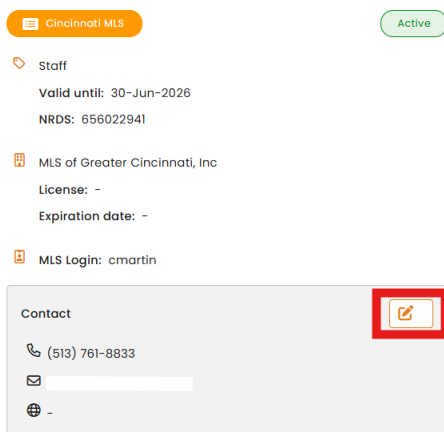 Cincinnati MLS
Active
Staff
Valid until: 30-Jun-2026
NRDS: 656022941
MLS of Greater Cincinnati, Inc
License: -
Expiration date: -
MLS Login: cmartin
Contact
(513) 761-8833
-